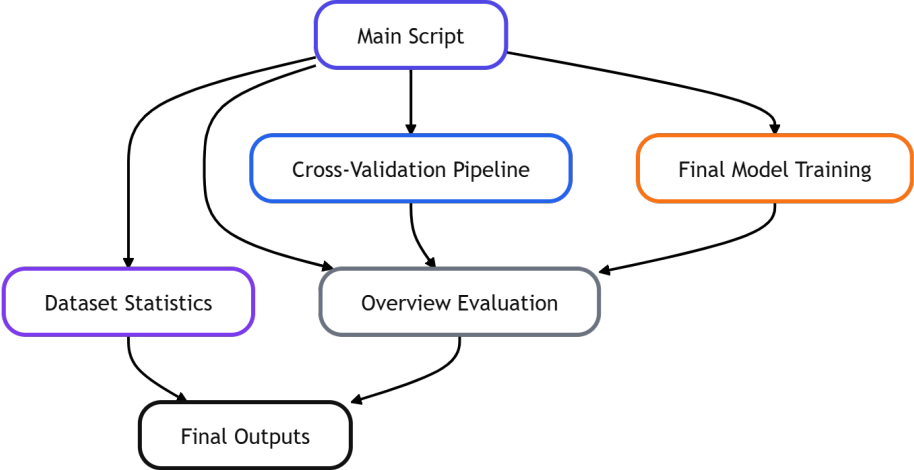 Main Script
Cross-Validation Pipeline
Final Model Training
Dataset Statistics
Overview Evaluation
Final Outputs